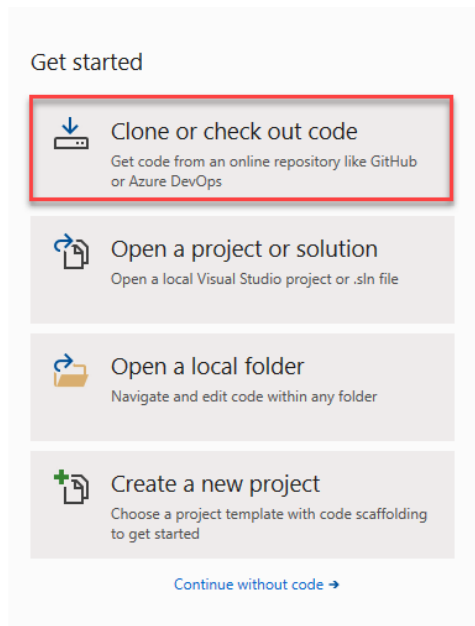 Get started
Clone or check out code
Get code from an online repository like GitHub
or Azure DevOps
Open a project or solution
Open a local Visual Studio project or .sln file
Open a local folder
Navigate and edit code within any folder
Create a new project
Choose a project template with code scaffolding
to get started
Continue without code →